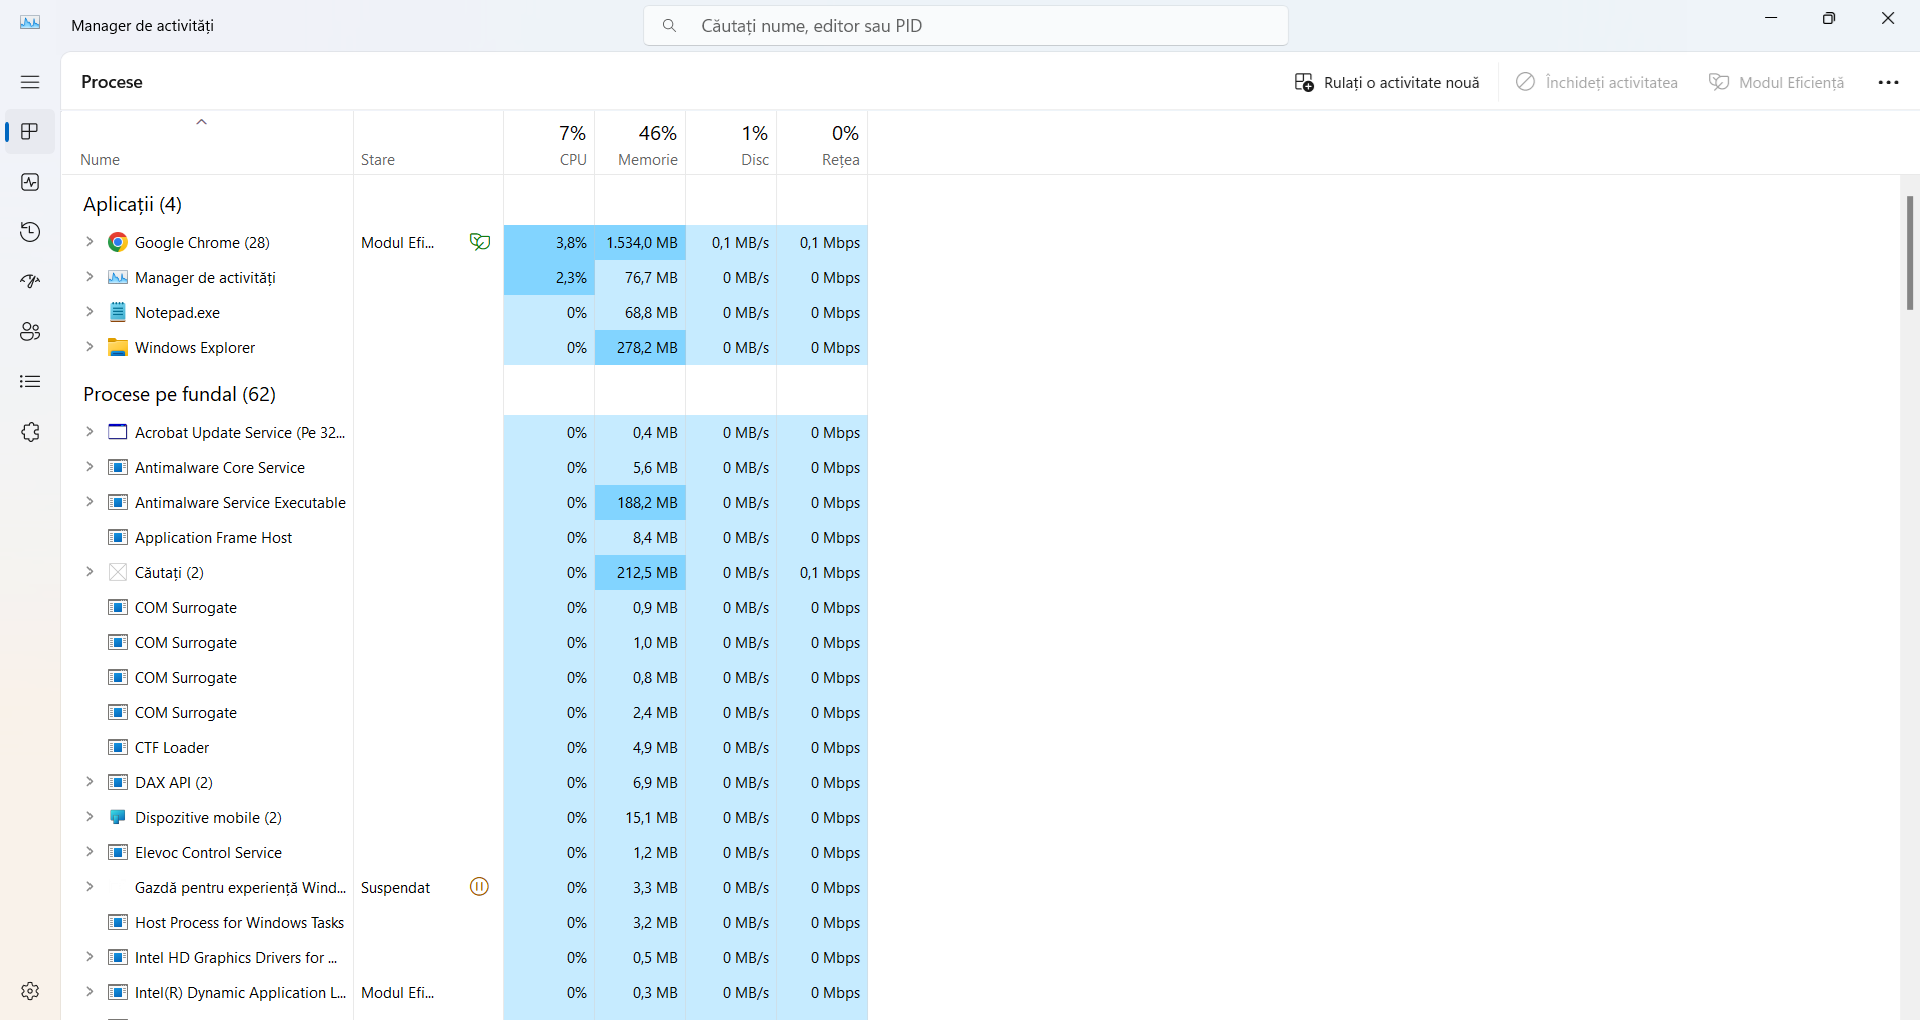 Manager de activități
Căutați nume, editor sau PID
Procese
Rulați o activitate nouă
Închideți activitatea
Modul Eficiență
7% 46% 1% 0%
Nume Stare CPU Memorie Disc Rețea
Aplicații (4)
Google Chrome (28) Modul Efi... 3,8% 1.534,0 MB 0,1 MB/s 0,1 Mbps
Manager de activități 2,3% 76,7 MB 0 MB/s 0 Mbps
Notepad.exe 0% 68,8 MB 0 MB/s 0 Mbps
Windows Explorer 0% 278,2 MB 0 MB/s 0 Mbps
Procese pe fundal (62)
Acrobat Update Service (Pe 32... 0% 0,4 MB 0 MB/s 0 Mbps
Antimalware Core Service 0% 5,6 MB 0 MB/s 0 Mbps
Antimalware Service Executable 0% 188,2 MB 0 MB/s 0 Mbps
Application Frame Host 0% 8,4 MB 0 MB/s 0 Mbps
Căutați (2) 0% 212,5 MB 0 MB/s 0,1 Mbps
COM Surrogate 0% 0,9 MB 0 MB/s 0 Mbps
COM Surrogate 0% 1,0 MB 0 MB/s 0 Mbps
COM Surrogate 0% 0,8 MB 0 MB/s 0 Mbps
COM Surrogate 0% 2,4 MB 0 MB/s 0 Mbps
CTF Loader 0% 4,9 MB 0 MB/s 0 Mbps
DAX API (2) 0% 6,9 MB 0 MB/s 0 Mbps
Dispozitive mobile (2) 0% 15,1 MB 0 MB/s 0 Mbps
Elevoc Control Service 0% 1,2 MB 0 MB/s 0 Mbps
Gazdă pentru experiență Wind... Suspendat 0% 3,3 MB 0 MB/s 0 Mbps
Host Process for Windows Tasks 0% 3,2 MB 0 MB/s 0 Mbps
Intel HD Graphics Drivers for ... 0% 0,5 MB 0 MB/s 0 Mbps
Intel(R) Dynamic Application L... Modul Efi... 0% 0,3 MB 0 MB/s 0 Mbps